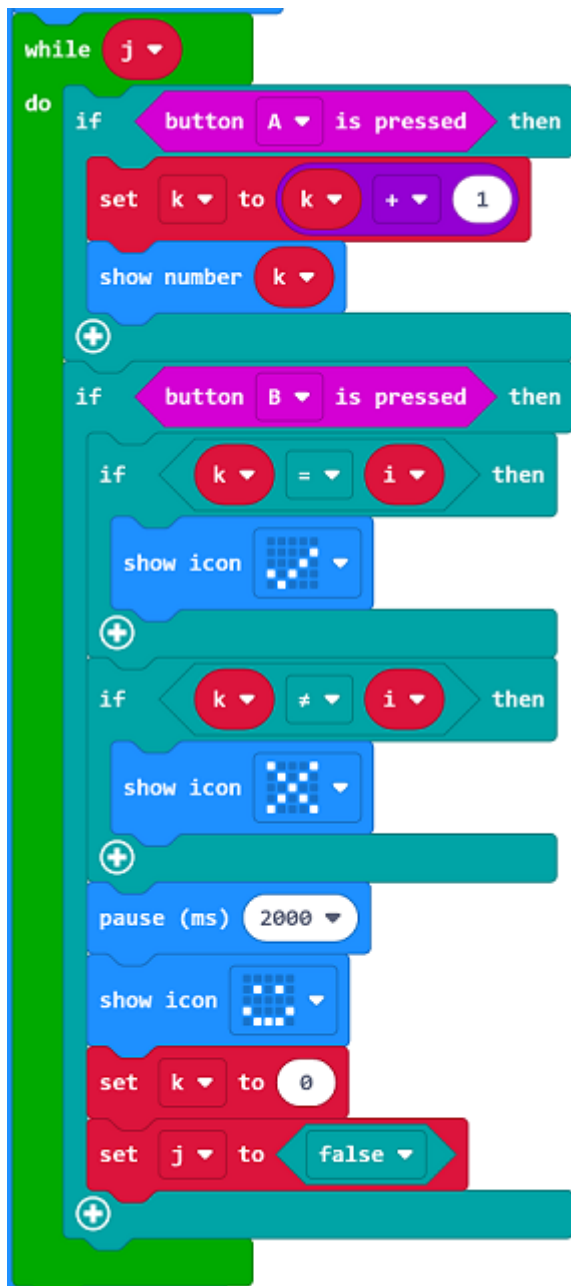 while j
do
if button A is pressed then
set k to k + 1
show number k
if button B is pressed then
if k = i then
show icon
if k ≠ i then
show icon
pause (ms) 2000
show icon
set k to 0
set j to false